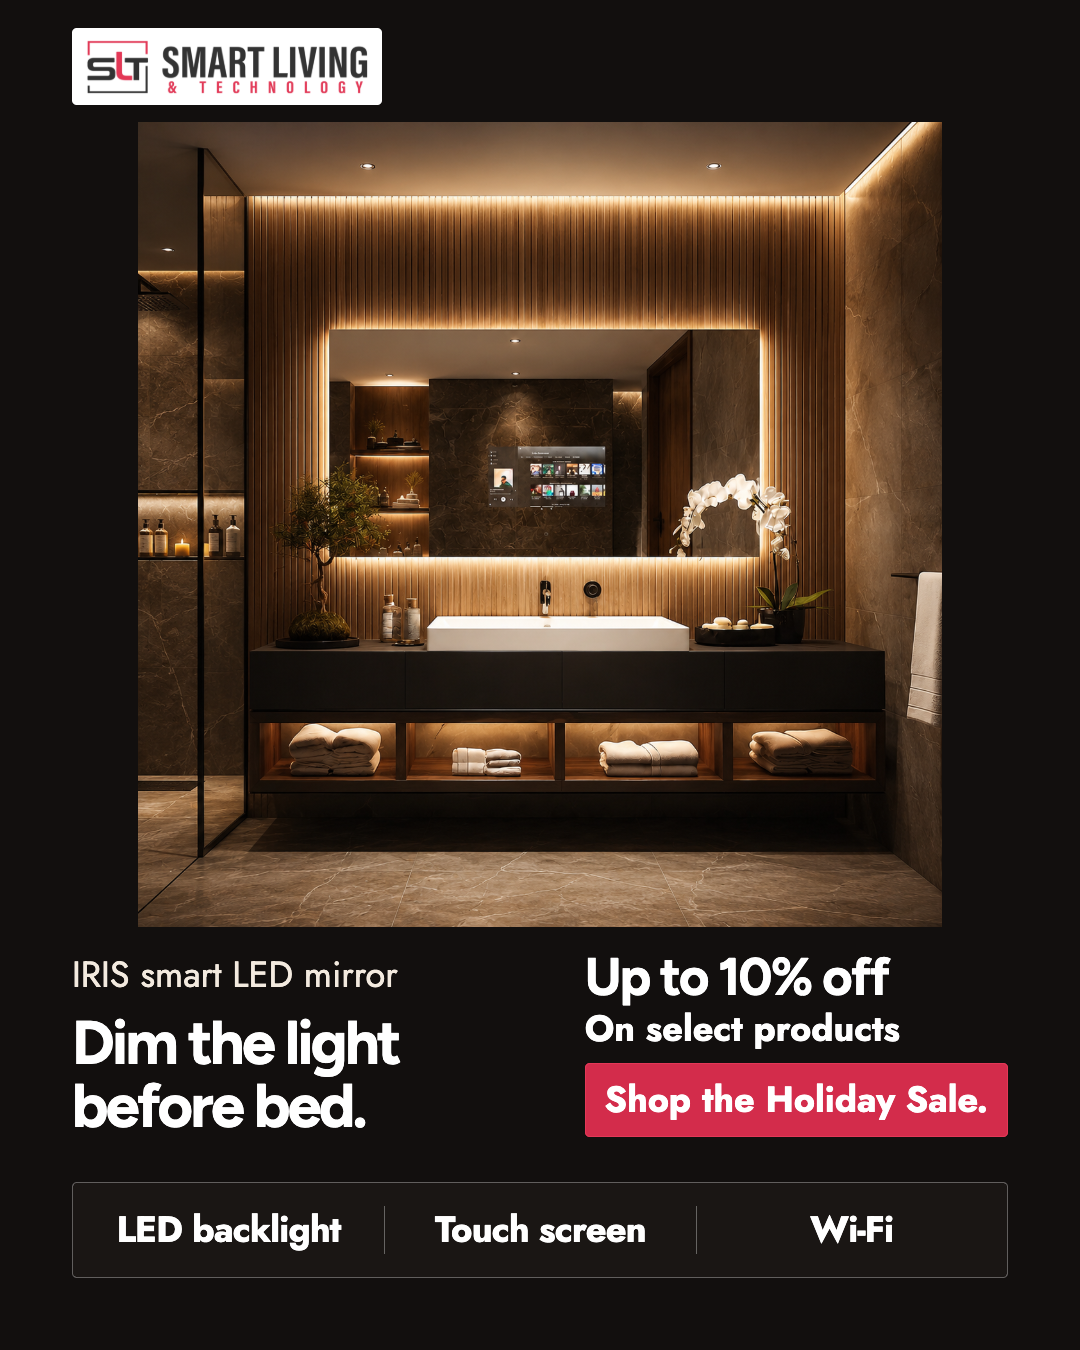 SLT SMART LIVING
& TECHNOLOGY
IRIS smart LED mirror
Dim the light
before bed.
Up to 10% off
On select products
Shop the Holiday Sale.
LED backlight
Touch screen
Wi-Fi